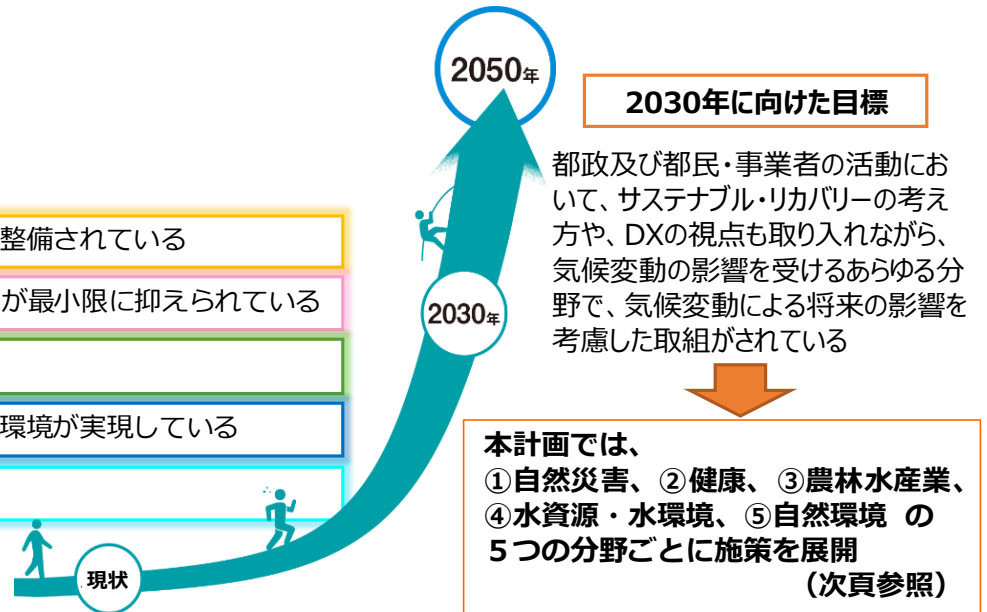 2050年
2030年に向けた目標
都政及び都民・事業者の活動にお
いて、サステナブル・リカバリーの考え
方や、DXの視点も取り入れながら、
気候変動の影響を受けるあらゆる分
野で、気候変動による将来の影響を
考慮した取組がされている
整備されている
が最小限に抑えられている
環境が実現している
2030年
現状
本計画では、
①自然災害、②健康、③農林水産業、
④水資源・水環境、⑤自然環境 の
５つの分野ごとに施策を展開
（次頁参照）